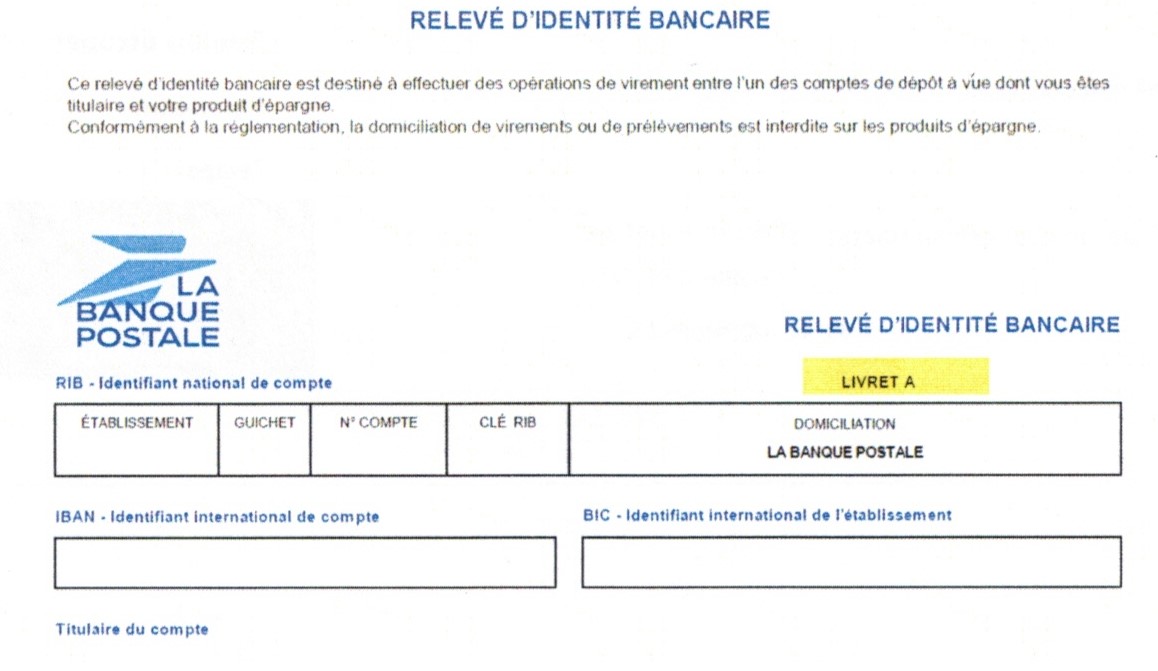 RELEVÉ D'IDENTITÉ BANCAIRE
Ce relevé d'identité bancaire est destiné à effectuer des opérations de virement entre l'un des comptes de dépôt à vue dont vous êtes
titulaire et votre produit d'épargne.
Conformément à la réglementation, la domiciliation de virements ou de prélèvements est interdite sur les produits d'épargne.
LA
BANQUE
POSTALE
RELEVÉ D'IDENTITÉ BANCAIRE
RIB - Identifiant national de compte
LIVRET A
ÉTABLISSEMENT GUICHET N° COMPTE CLÉ RIB DOMICILIATION
LA BANQUE POSTALE
IBAN - Identifiant international de compte
BIC - Identifiant international de l'établissement
Titulaire du compte